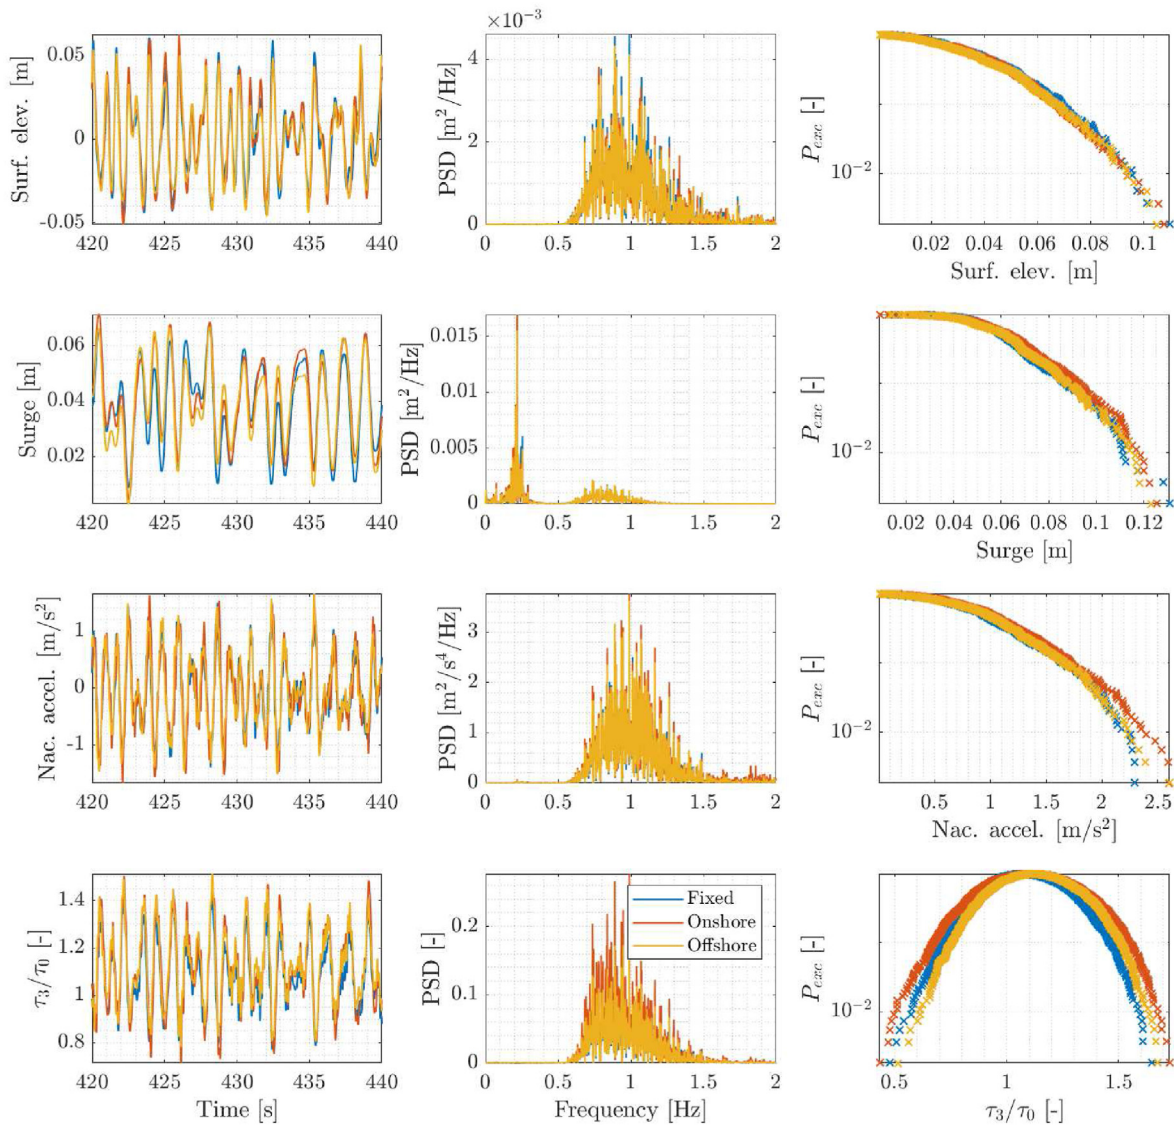 ×10⁻³
Surf. elev. [m]
0.05
0
-0.05
420 425 430 435 440
PSD [m²/Hz]
4
2
0
0 0.5 1 1.5 2
P_exc [-]
10⁻²
0.02 0.04 0.06 0.08 0.1
Surf. elev. [m]
Surge [m]
0.06
0.04
0.02
420 425 430 435 440
PSD [m²/Hz]
0.015
0.01
0.005
0
0 0.5 1 1.5 2
P_exc [-]
10⁻²
0.02 0.04 0.06 0.08 0.1 0.12
Surge [m]
Nac. accel. [m/s²]
1
0
-1
420 425 430 435 440
PSD [m²/s⁴/Hz]
3
2
1
0
0 0.5 1 1.5 2
P_exc [-]
10⁻²
0.5 1 1.5 2 2.5
Nac. accel. [m/s²]
τ₃/τ₀ [-]
1.4
1.2
1
0.8
420 425 430 435 440
Time [s]
PSD [-]
0.2
0.1
0
Fixed
Onshore
Offshore
0 0.5 1 1.5 2
Frequency [Hz]
P_exc [-]
10⁻²
0.5 1 1.5
τ₃/τ₀ [-]